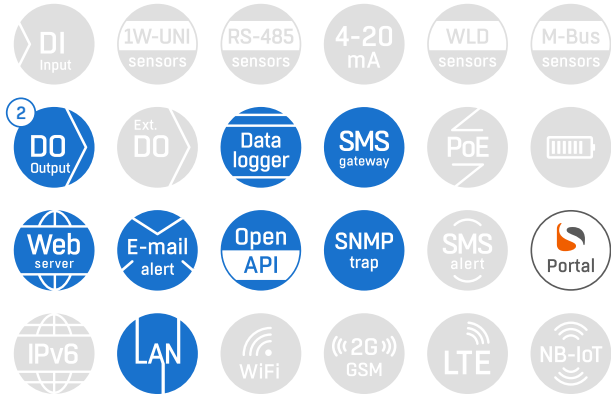 DI
Input
1W-UNI
sensors
RS-485
sensors
4-20
mA
WLD
sensors
M-Bus
sensors
2
DO
Output
Ext.
DO
Data
logger
SMS
gateway
PoE
Web
server
E-mail
alert
Open
API
SNMP
trap
SMS
alert
Portal
IPv6
LAN
WiFi
2G
GSM
LTE
NB-IoT